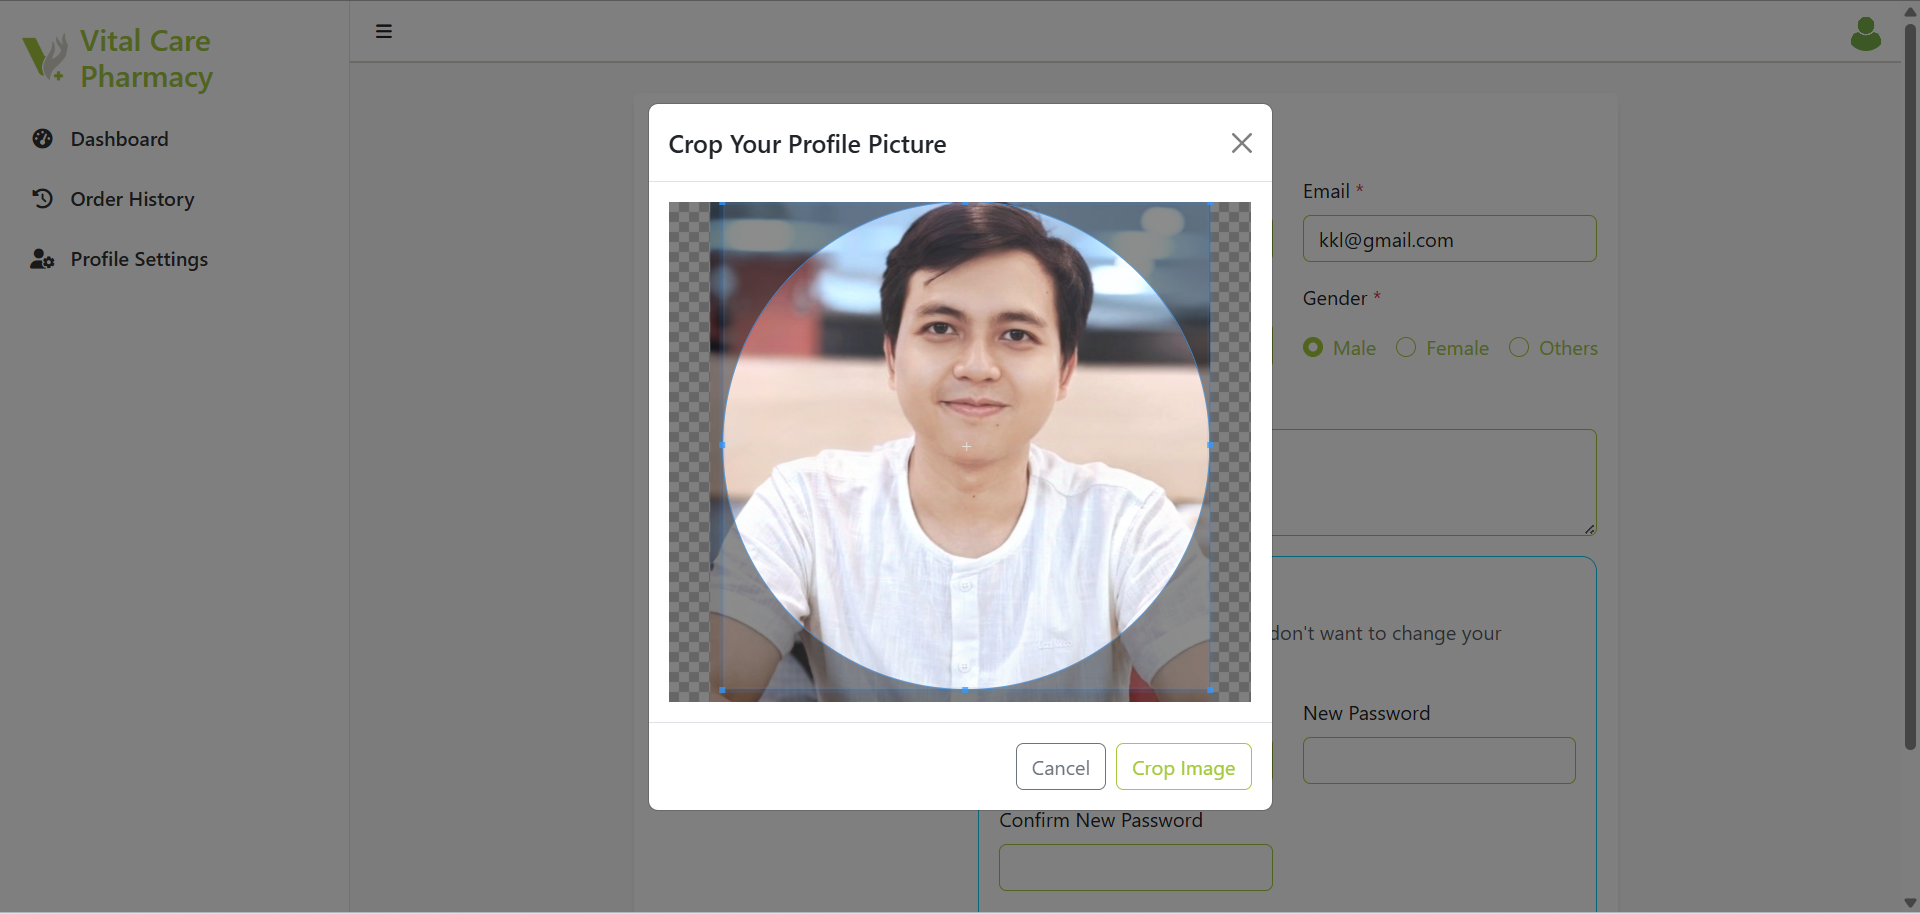 Vital Care
Pharmacy
Dashboard
Order History
Profile Settings
Crop Your Profile Picture
Email *
kkl@gmail.com
Gender *
Male
Female
Others
don't want to change your
New Password
Cancel
Crop Image
Confirm New Password